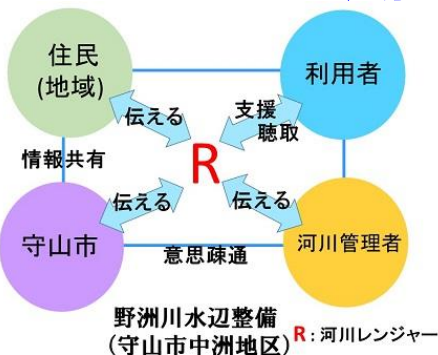 住民
(地域)
利用者
伝える
支援
聴取
情報共有
R
伝える
伝える
守山市
意思疎通
河川管理者
野洲川水辺整備
(守山市中洲地区)
R:河川レンジャー